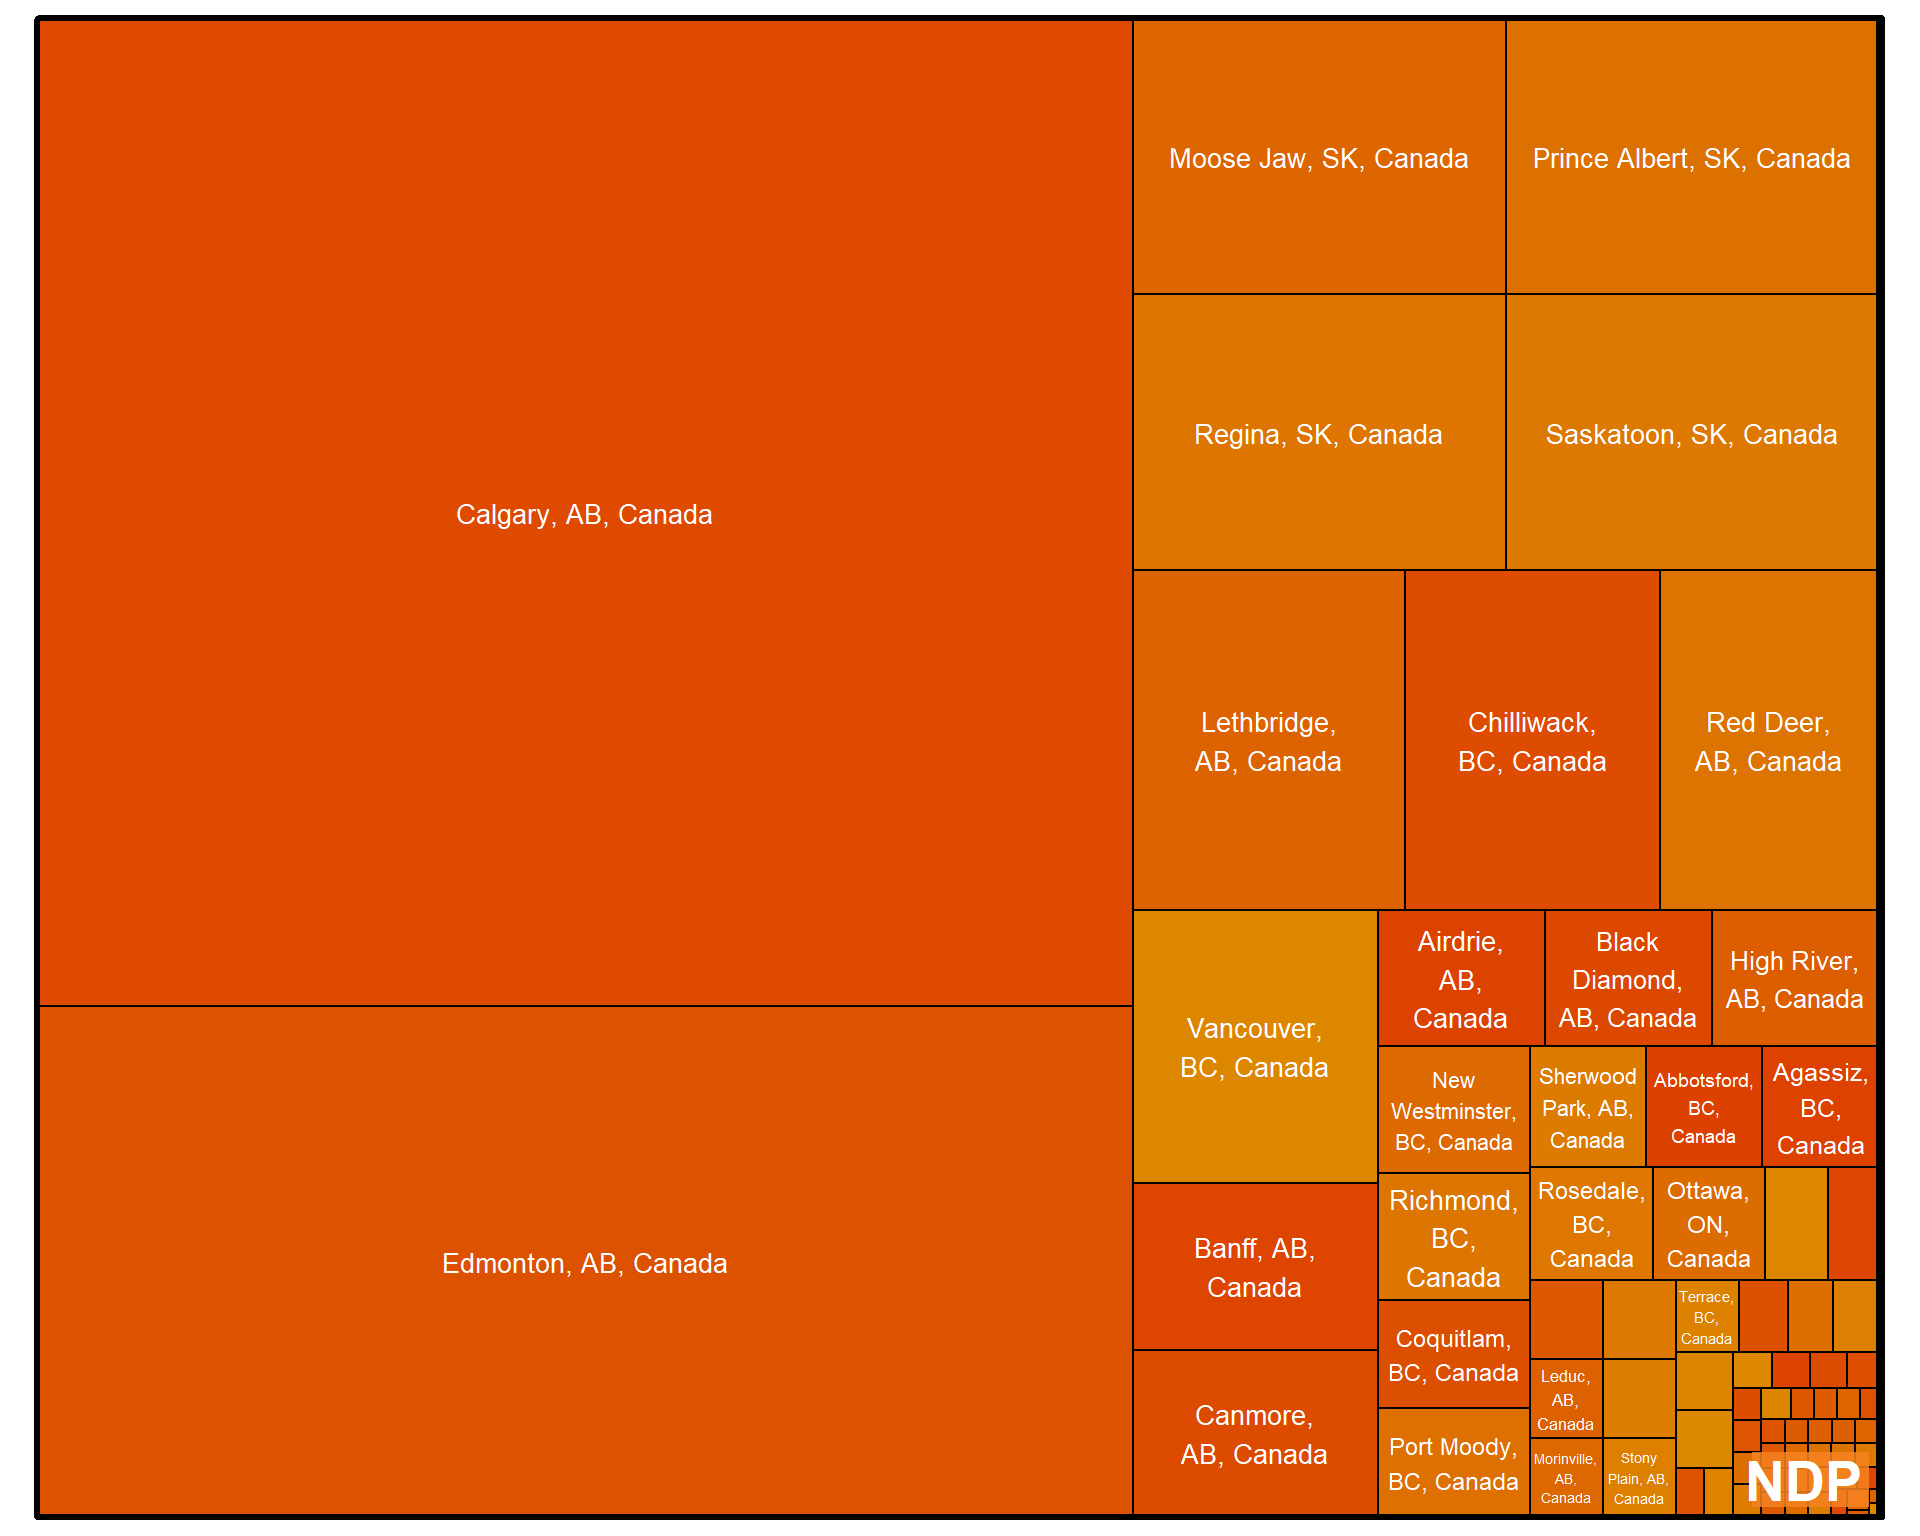 Calgary, AB, Canada
Edmonton, AB, Canada
Moose Jaw, SK, Canada
Prince Albert, SK, Canada
Regina, SK, Canada
Saskatoon, SK, Canada
Lethbridge,
AB, Canada
Chilliwack,
BC, Canada
Red Deer,
AB, Canada
Vancouver,
BC, Canada
Banff, AB,
Canada
Canmore,
AB, Canada
Airdrie,
AB,
Canada
Black
Diamond,
AB, Canada
High River,
AB, Canada
New
Westminster,
BC, Canada
Richmond,
BC,
Canada
Coquitlam,
BC, Canada
Port Moody,
BC, Canada
Sherwood
Park, AB,
Canada
Abbotsford,
BC,
Canada
Agassiz,
BC,
Canada
Rosedale,
BC,
Canada
Ottawa,
ON,
Canada
Terrace,
BC,
Canada
Leduc,
AB,
Canada
Morinville,
AB,
Canada
Stony
Plain, AB,
Canada
NDP